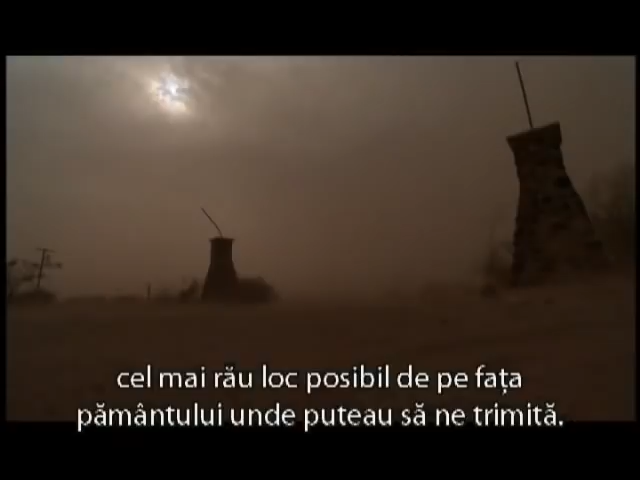 cel mai rău loc posibil de pe fața
pământului unde puteau să ne trimită.